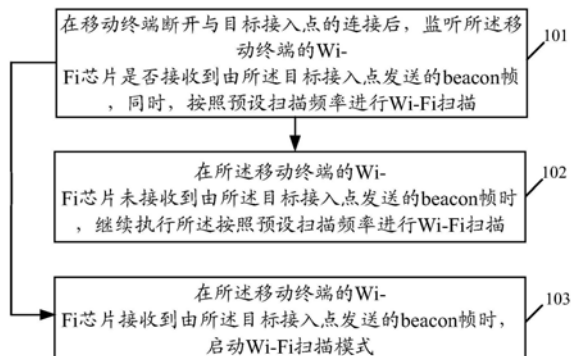 在移动终端断开与目标接入点的连接后，监听所述移
动终端的Wi-
Fi芯片是否接收到由所述目标接入点发送的beacon帧
，同时，按照预设扫描频率进行Wi-Fi扫描
101
在所述移动终端的Wi-
Fi芯片未接收到由所述目标接入点发送的beacon帧时
，继续执行所述按照预设扫描频率进行Wi-Fi扫描
102
在所述移动终端的Wi-
Fi芯片接收到由所述目标接入点发送的beacon帧时，
启动Wi-Fi扫描模式
103